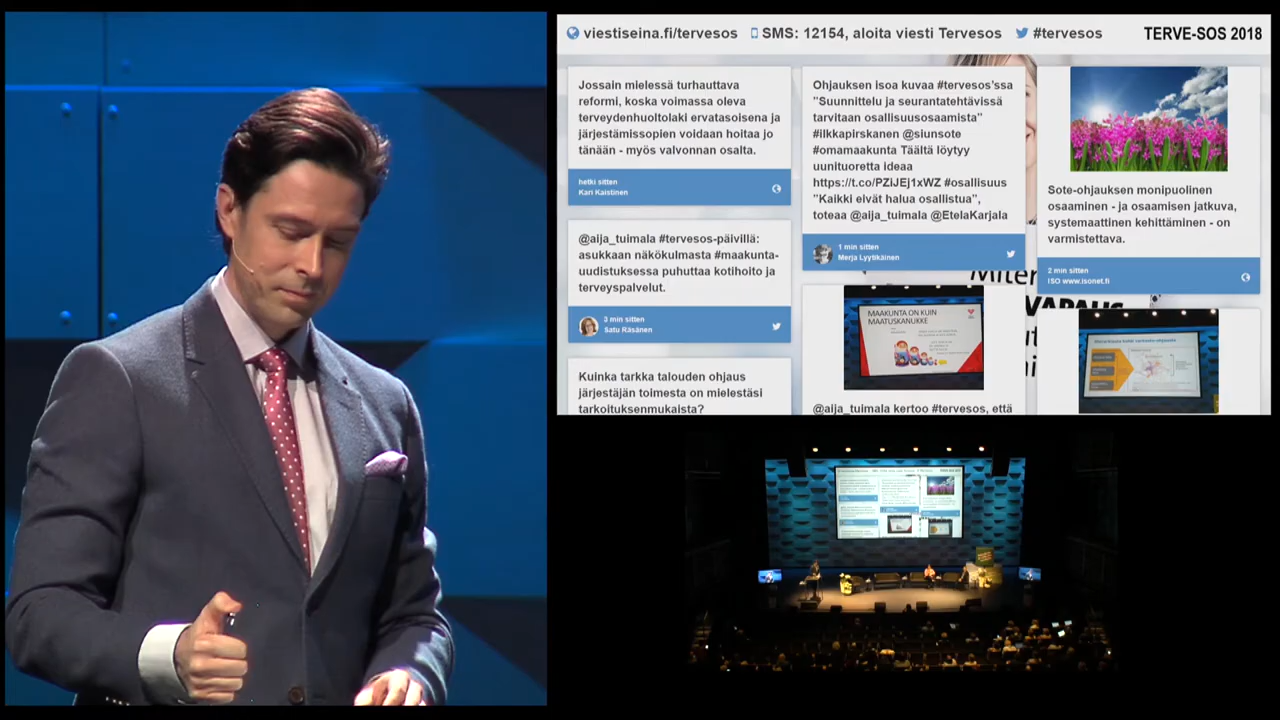 viestiseina.fi/tervesos SMS: 12154, aloita viesti Tervesos #tervesos TERVE-SOS 2018
Jossain mielessä turhauttava
reformi, koska voimassa oleva
terveydenhuoltolaki ervatasoisena ja
järjestämissopien voidaan hoitaa jo
tänään - myös valvonnan osalta.
hetki sitten
Kari Kaistinen
@aija_tuimala #tervesos-päivillä:
asukkaan näkökulmasta #maakunta-
uudistuksessa puhuttaa kotihoito ja
terveyspalvelut.
3 min sitten
Satu Räsänen
Kuinka tarkka talouden ohjaus
järjestäjän toimesta on mielestäsi
tarkoituksenmukaista?
Ohjauksen isoa kuvaa #tervesos'ssa
"Suunnittelu ja seurantatehtävissä
tarvitaan osallisuusosaamista"
#ilkkapirskanen @siunsote
#omamaakunta Täältä löytyy
uunituoretta ideaa
https://t.co/PZIJEj1xWZ #osallisuus
"Kaikki eivät halua osallistua",
toteaa @aija_tuimala @EtelaKarjala
1 min sitten
Merja Lyytikäinen
MAAKUNTA ON KUIN
MAATUSKANUKKE
@aija_tuimala kertoo #tervesos, että
Sote-ohjauksen monipuolinen
osaaminen - ja osaamisen jatkuva,
systemaattinen kehittäminen - on
varmistettava.
2 min sitten
ISO www.isonet.fi